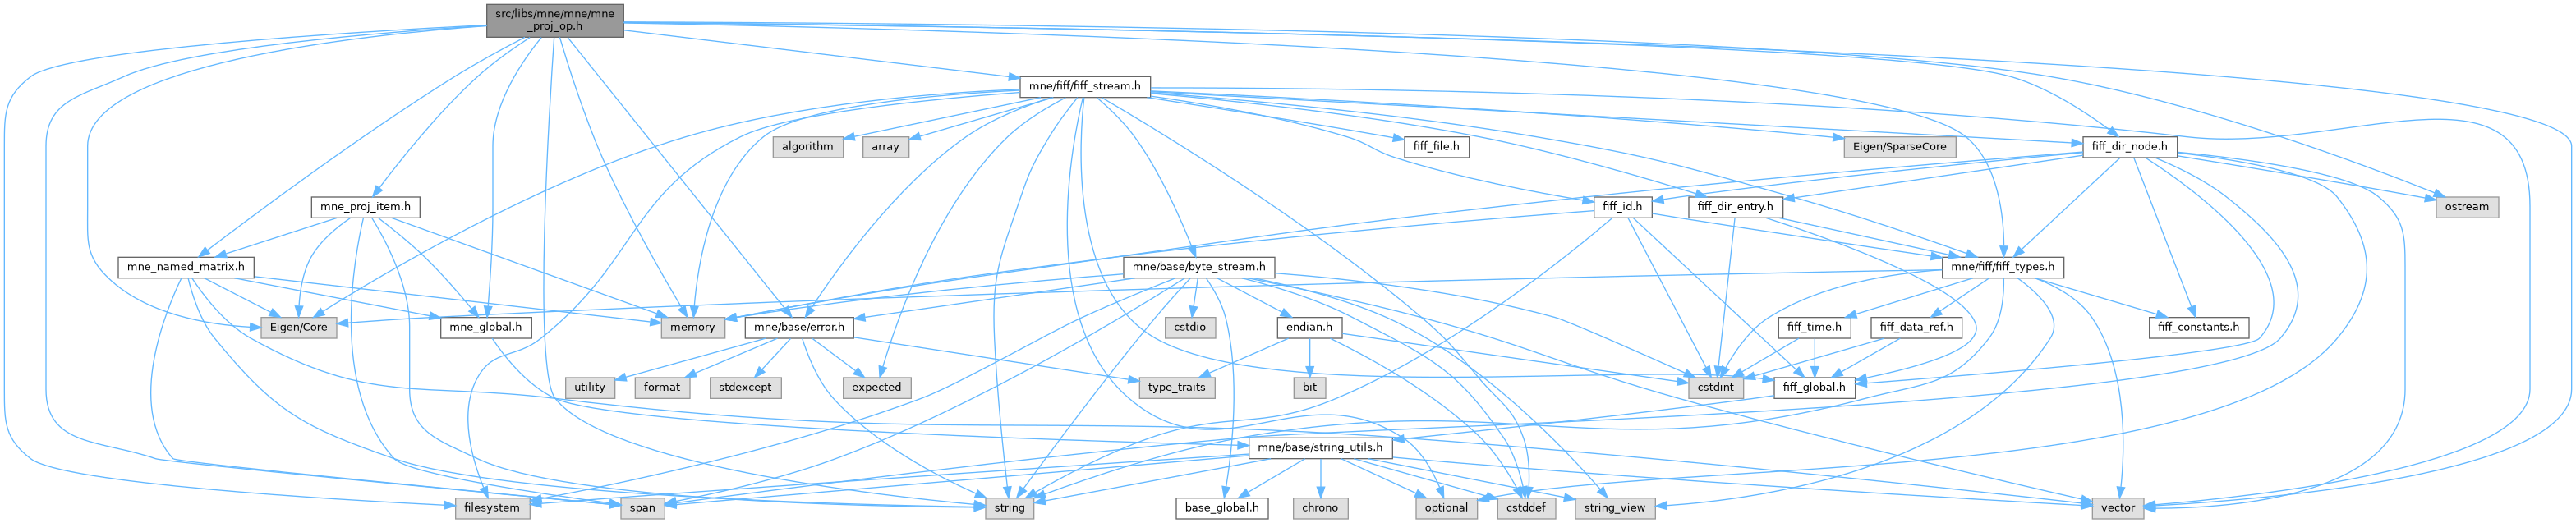 src/libs/mne/mne/mne
_proj_op.h
mne/fiff/fiff_stream.h
algorithm
array
fiff_file.h
Eigen/SparseCore
fiff_dir_node.h
mne_proj_item.h
fiff_id.h
fiff_dir_entry.h
ostream
mne_named_matrix.h
mne/base/byte_stream.h
mne/fiff/fiff_types.h
Eigen/Core
mne_global.h
memory
mne/base/error.h
cstdio
endian.h
fiff_time.h
fiff_data_ref.h
fiff_constants.h
utility
format
stdexcept
expected
type_traits
bit
cstdint
fiff_global.h
mne/base/string_utils.h
filesystem
span
string
base_global.h
chrono
optional
cstddef
string_view
vector